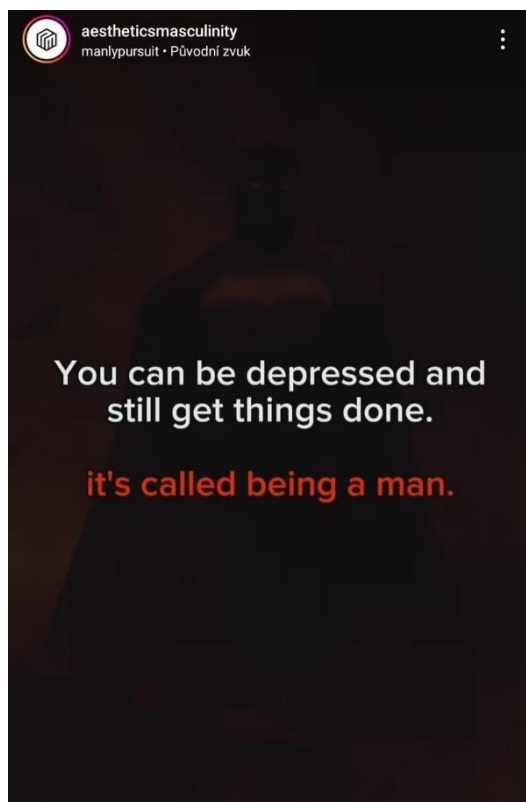 aestheticsmasculinity
manlypursuit • Původní zvuk
You can be depressed and
still get things done.
it's called being a man.